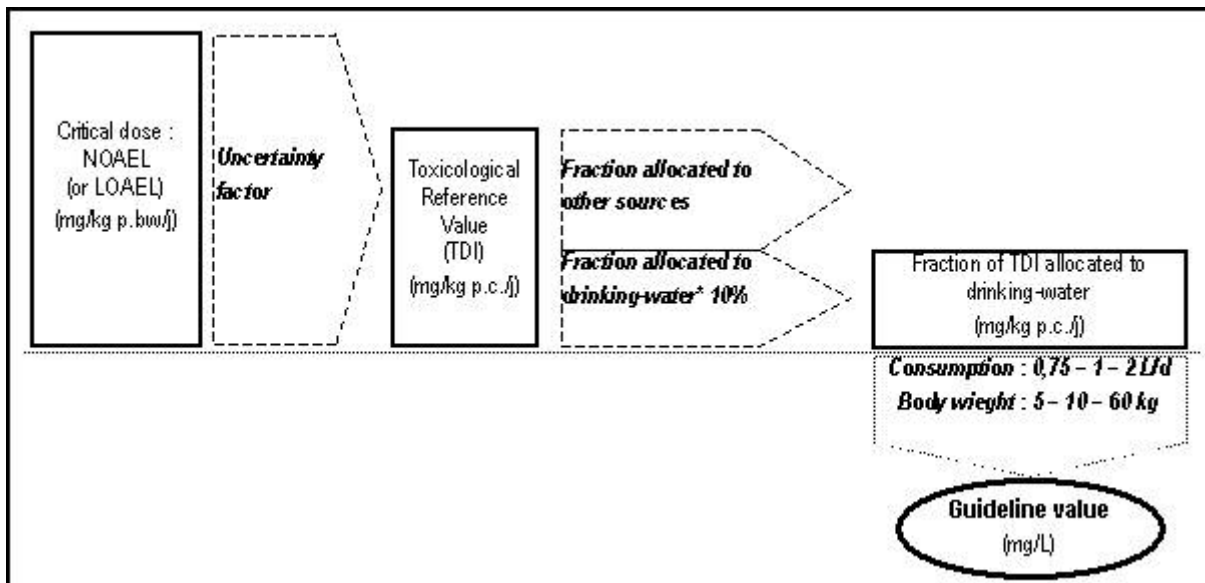 Critical dose :
NOAEL
(or LOAEL)
(mg/kg p.bw/j)
Uncertainty
factor
Toxicological
Reference
Value
(TDI)
(mg/kg p.c./j)
Fraction allocated to
other sources
Fraction allocated to
drinking-water* 10%
Fraction of TDI allocated to
drinking-water
(mg/kg p.c./j)
Consumption : 0,75 – 1 – 2 L/d
Body wieght : 5 – 10 – 60 kg
Guideline value
(mg/L)